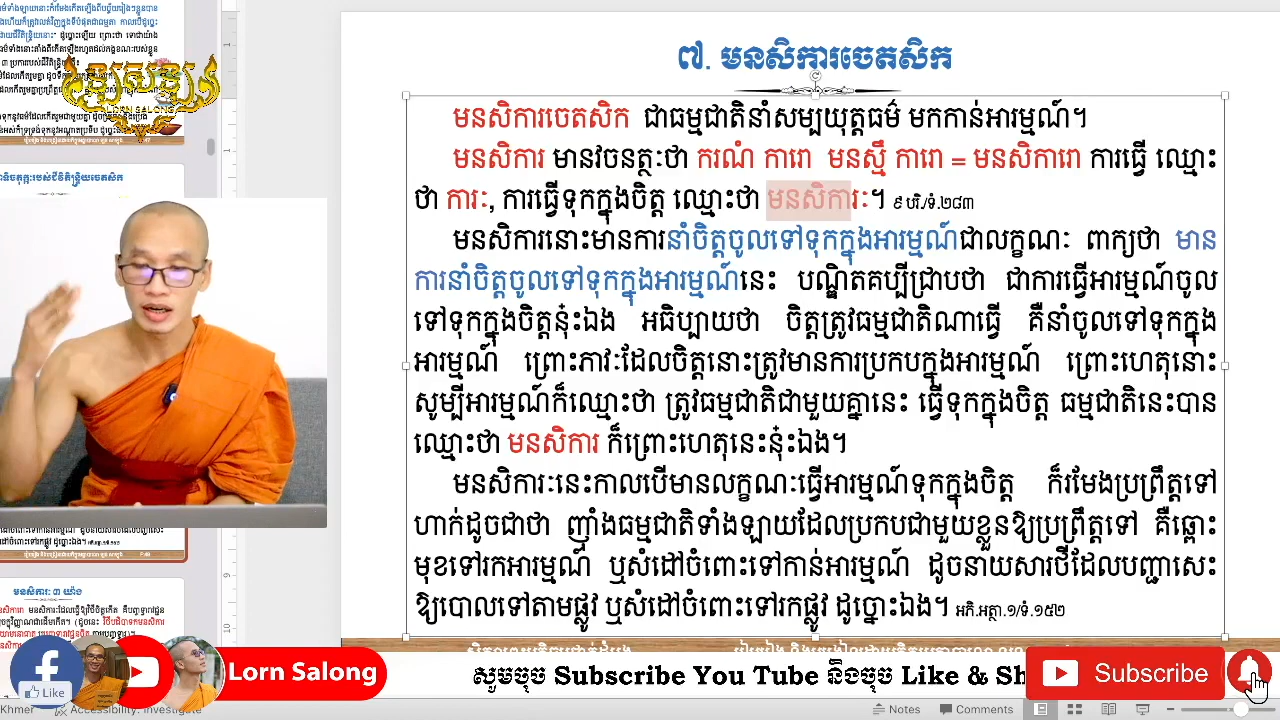 ៧. មនសិការចេតសិក
មនសិការចេតសិក ជាធម្មជាតិនាំសម្បយុត្តធម៌ មកកាន់អារម្មណ៍។
មនសិការ មានវចនត្ថៈថា ករណំ ការោ មនស្មឹ ការោ = មនសិការោ ការធ្វើ ឈ្មោះ
ថា ការៈ, ការធ្វើទុកក្នុងចិត្ត ឈ្មោះថា មនសិការៈ។ ៩ បរិ./ទំ.២៨៣
មនសិការនោះមានការនាំចិត្តចូលទៅទុកក្នុងអារម្មណ៍ជាលក្ខណៈ ពាក្យថា មាន
ការនាំចិត្តចូលទៅទុកក្នុងអារម្មណ៍នេះ បណ្ឌិតគប្បីជ្រាបថា ជាការធ្វើអារម្មណ៍ចូល
ទៅទុកក្នុងចិត្តនុ៎ះឯង អធិប្បាយថា ចិត្តត្រូវធម្មជាតិណាធ្វើ គឺនាំចូលទៅទុកក្នុង
អារម្មណ៍ ព្រោះភាវៈដែលចិត្តនោះត្រូវមានការប្រកបក្នុងអារម្មណ៍ ព្រោះហេតុនោះ
សូម្បីអារម្មណ៍ក៏ឈ្មោះថា ត្រូវធម្មជាតិជាមួយគ្នានេះ ធ្វើទុកក្នុងចិត្ត ធម្មជាតិនេះបាន
ឈ្មោះថា មនសិការ ក៏ព្រោះហេតុនេះនុ៎ះឯង។
មនសិការៈនេះកាលបើមានលក្ខណៈធ្វើអារម្មណ៍ទុកក្នុងចិត្ត ក៏រមែងប្រព្រឹត្តទៅ
ហាក់ដូចជាថា ញ៉ាំងធម្មជាតិទាំងឡាយដែលប្រកបជាមួយខ្លួនឱ្យប្រព្រឹត្តទៅ គឺឆ្ពោះ
មុខទៅរកអារម្មណ៍ ឬសំដៅចំពោះទៅកាន់អារម្មណ៍ ដូចនាយសារថីដែលបញ្ជាសេះ
ឱ្យបោលទៅតាមផ្លូវ ឬសំដៅចំពោះទៅរកផ្លូវ ដូច្នោះឯង។ អភិ.អដ្ឋា.១/ទំ.១៥២
Like
Lorn Salong
សូមចុច Subscribe You Tube និងចុច Like & Sh
Subscribe
Khmer
Accessibility: Investigate
Notes
Comments